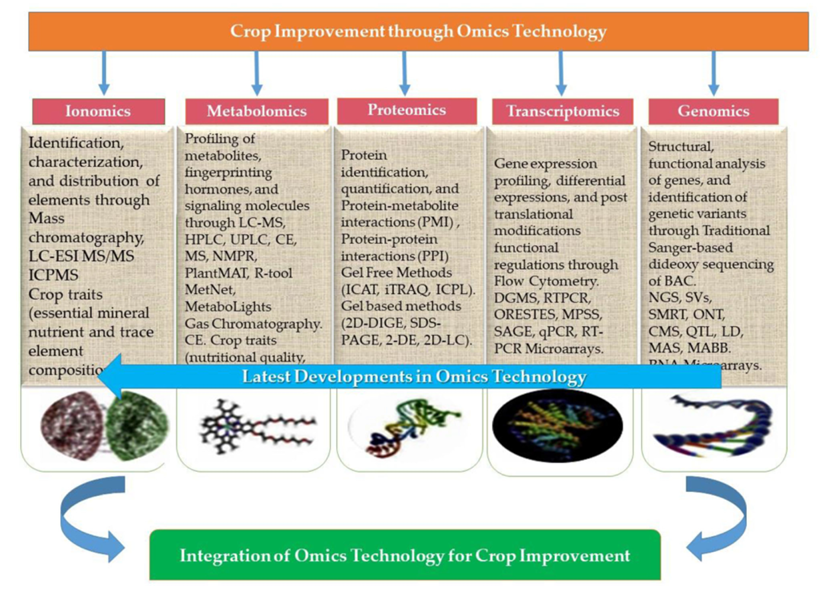 Crop Improvement through Omics Technology
Ionomics
Metabolomics
Proteomics
Transcriptomics
Genomics
Identification,
characterization,
and distribution of
elements through
Mass
chromatography,
LC-ESI MS/MS
ICPMS
Crop traits
(essential mineral
nutrient and trace
element
Profiling of
metabolites,
fingerprinting
hormones, and
signaling molecules
through LC-MS,
HPLC, UPLC, CE,
MS, NMPR,
PlantMAT, R-tool
MetNet,
MetaboLights
Gas Chromatography.
CE. Crop traits
(nutritional quality,
Protein
identification,
quantification, and
Protein-metabolite
interactions (PMI) ,
Protein-protein
interactions (PPI)
Gel Free Methods
(ICAT, iTRAQ, ICPL).
Gel based methods
(2D-DIGE, SDS-
PAGE, 2-DE, 2D-LC).
Gene expression
profiling, differential
expressions, and post
translational
modifications
functional
regulations through
Flow Cytometry.
DGMS, RTPCR,
ORESTES, MPSS,
SAGE, qPCR, RT-
PCR Microarrays.
Structural,
functional analysis
of genes, and
identification of
genetic variants
through Traditional
Sanger-based
dideoxy sequencing
of BAC.
NGS, SVs,
SMRT, ONT,
CMS, QTL, LD,
MAS, MABB.
RNA Microarrays.
Latest Developments in Omics Technology
Integration of Omics Technology for Crop Improvement